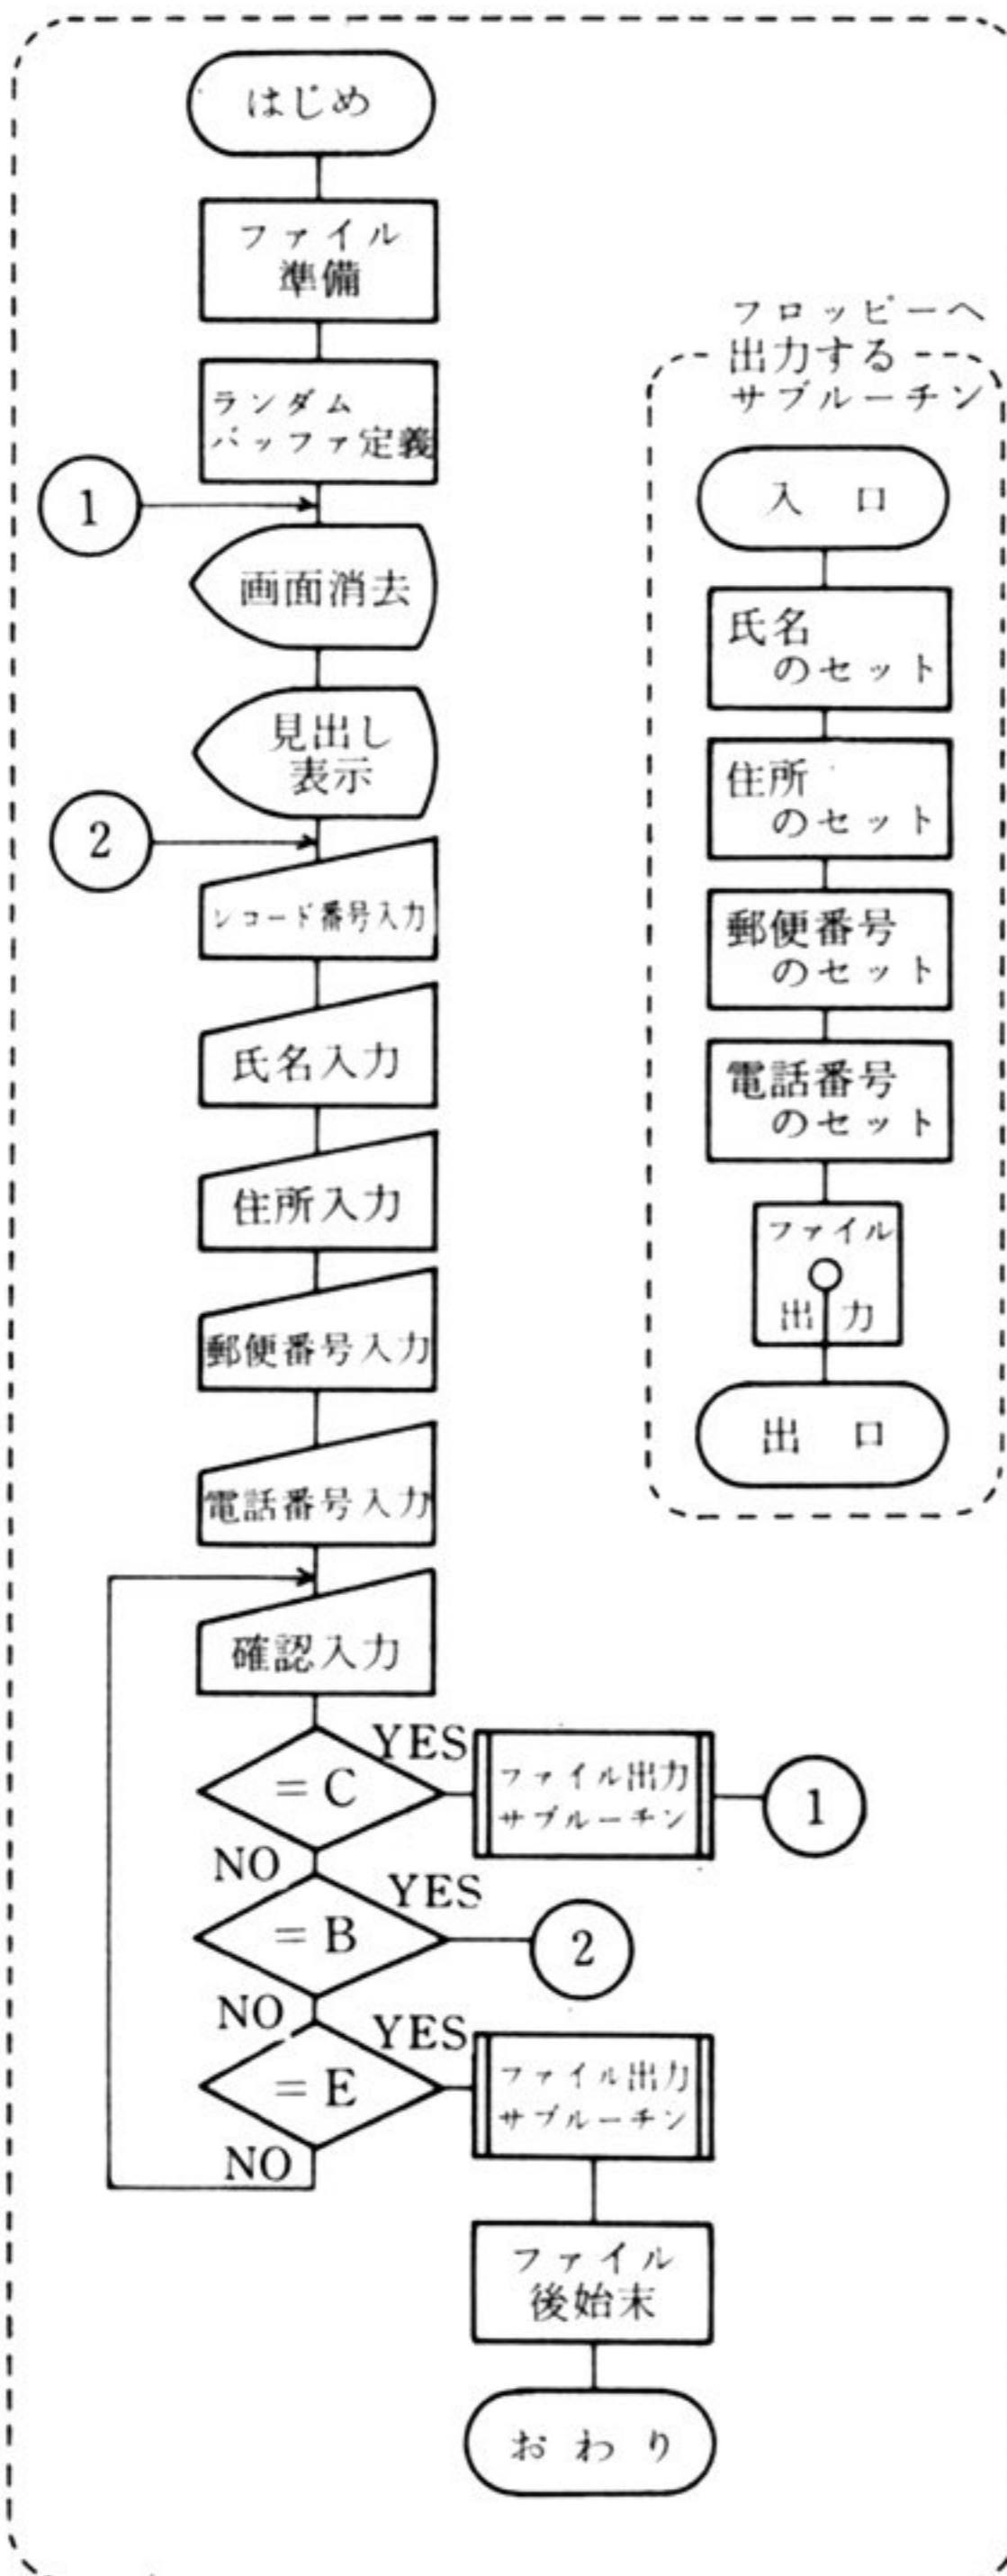 はじめ
ファイル
準備
ランダム
バッファ定義
1
画面消去
見出し
表示
2
レコード番号入力
氏名入力
住所入力
郵便番号入力
電話番号入力
確認入力
= C
YES
ファイル出力
サブルーチン
1
NO
= B
YES
2
NO
= E
YES
ファイル出力
サブルーチン
NO
ファイル
後始末
おわり
フロッピーへ
出力する
サブルーチン
入 口
氏名
のセット
住所
のセット
郵便番号
のセット
電話番号
のセット
ファイル
出力
出 口